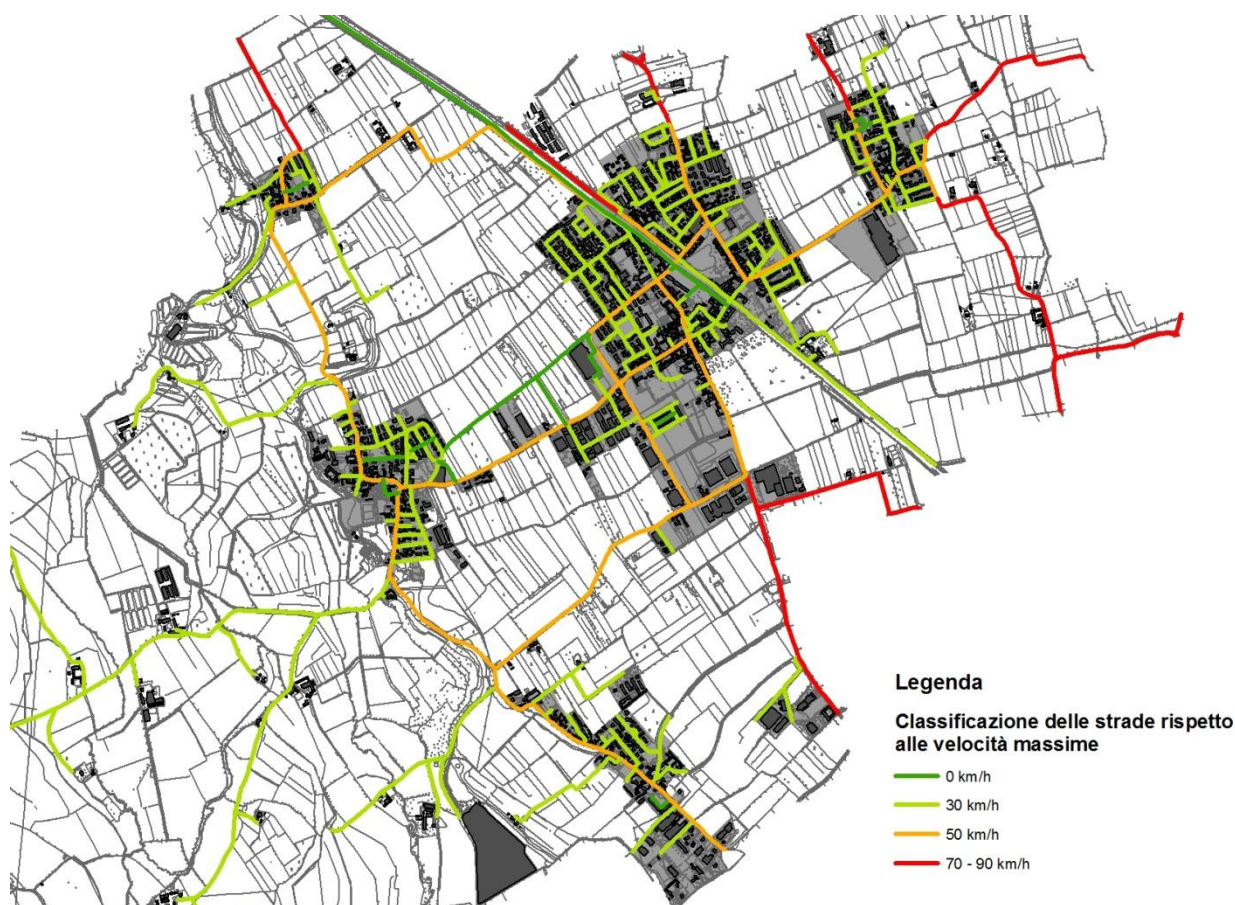 Legenda
Classificazione delle strade rispetto
alle velocità massime
0 km/h
30 km/h
50 km/h
70 - 90 km/h